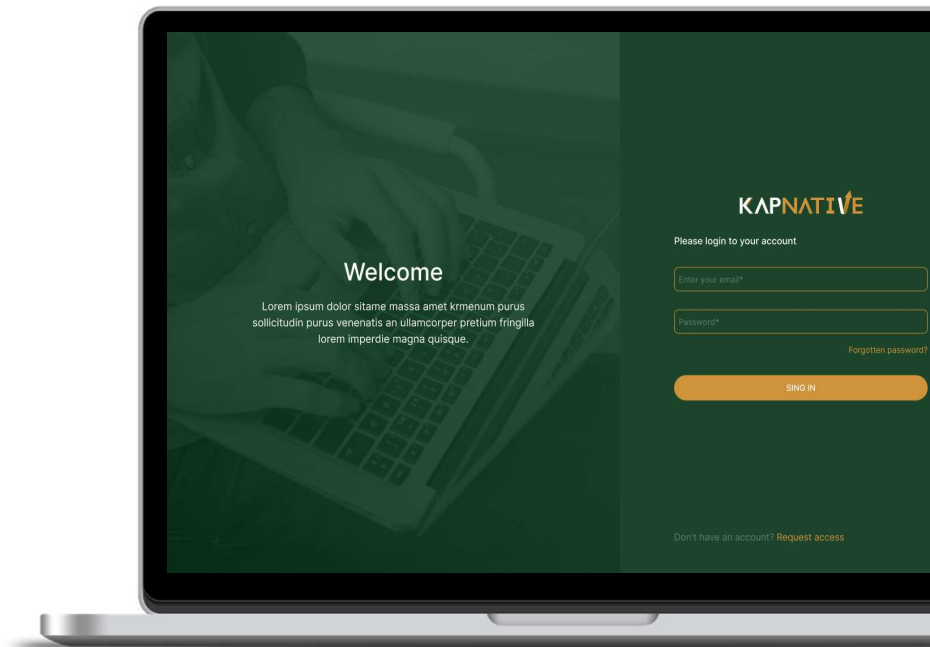 Welcome
Lorem ipsum dolor sitame massa amet krmenum purus
sollicitudin purus venenatis an ullamcorper pretium fringilla
lorem imperdie magna quisque.
KAPNATIVE
Please login to your account
Enter your email*
Password*
Forgotten password?
SING IN
Don't have an account? Request access